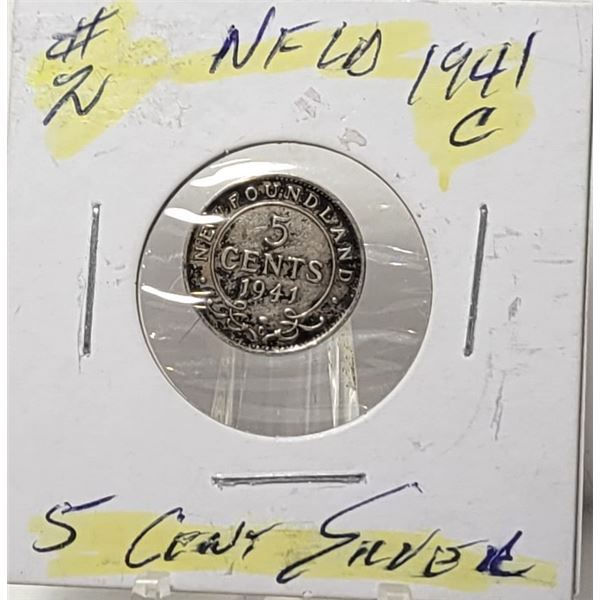 # NFLD 1941
2 C
NEWFOUNDLAND
5
CENTS
1941
5 CENT SILVER